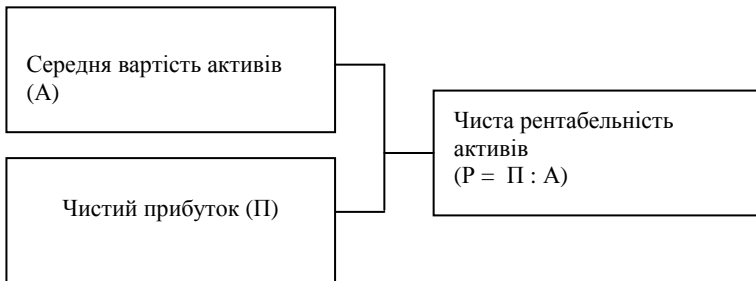 Середня вартість активів
(А)
Чистий прибуток (П)
Чиста рентабельність
активів
(Р = П : А)